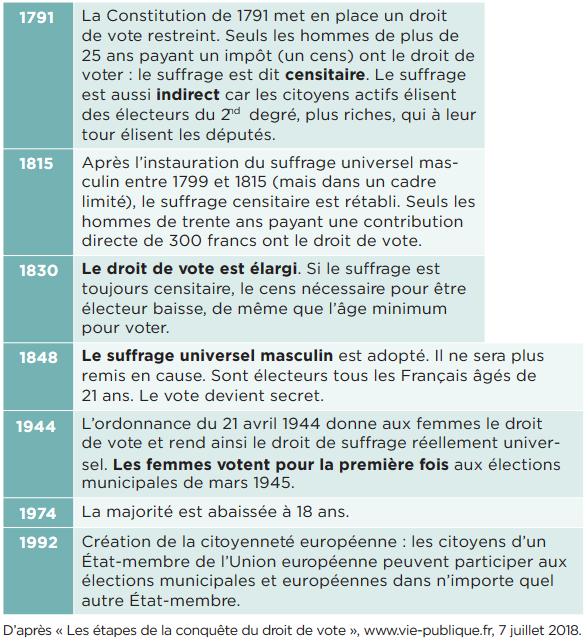 1791
La Constitution de 1791 met en place un droit
de vote restreint. Seuls les hommes de plus de
25 ans payant un impôt (un cens) ont le droit de
voter : le suffrage est dit censitaire. Le suffrage
est aussi indirect car les citoyens actifs élisent
des électeurs du 2nd degré, plus riches, qui à leur
tour élisent les députés.
1815
Après l’instauration du suffrage universel mas-
culin entre 1799 et 1815 (mais dans un cadre
limité), le suffrage censitaire est rétabli. Seuls les
hommes de trente ans payant une contribution
directe de 300 francs ont le droit de vote.
1830
Le droit de vote est élargi. Si le suffrage est
toujours censitaire, le cens nécessaire pour être
électeur baisse, de même que l’âge minimum
pour voter.
1848
Le suffrage universel masculin est adopté. Il ne sera plus
remis en cause. Sont électeurs tous les Français âgés de
21 ans. Le vote devient secret.
1944
L’ordonnance du 21 avril 1944 donne aux femmes le droit
de vote et rend ainsi le droit de suffrage réellement univer-
sel. Les femmes votent pour la première fois aux élections
municipales de mars 1945.
1974
La majorité est abaissée à 18 ans.
1992
Création de la citoyenneté européenne : les citoyens d’un
État-membre de l’Union européenne peuvent participer aux
élections municipales et européennes dans n’importe quel
autre État-membre.
D’après « Les étapes de la conquête du droit de vote », www.vie-publique.fr, 7 juillet 2018.